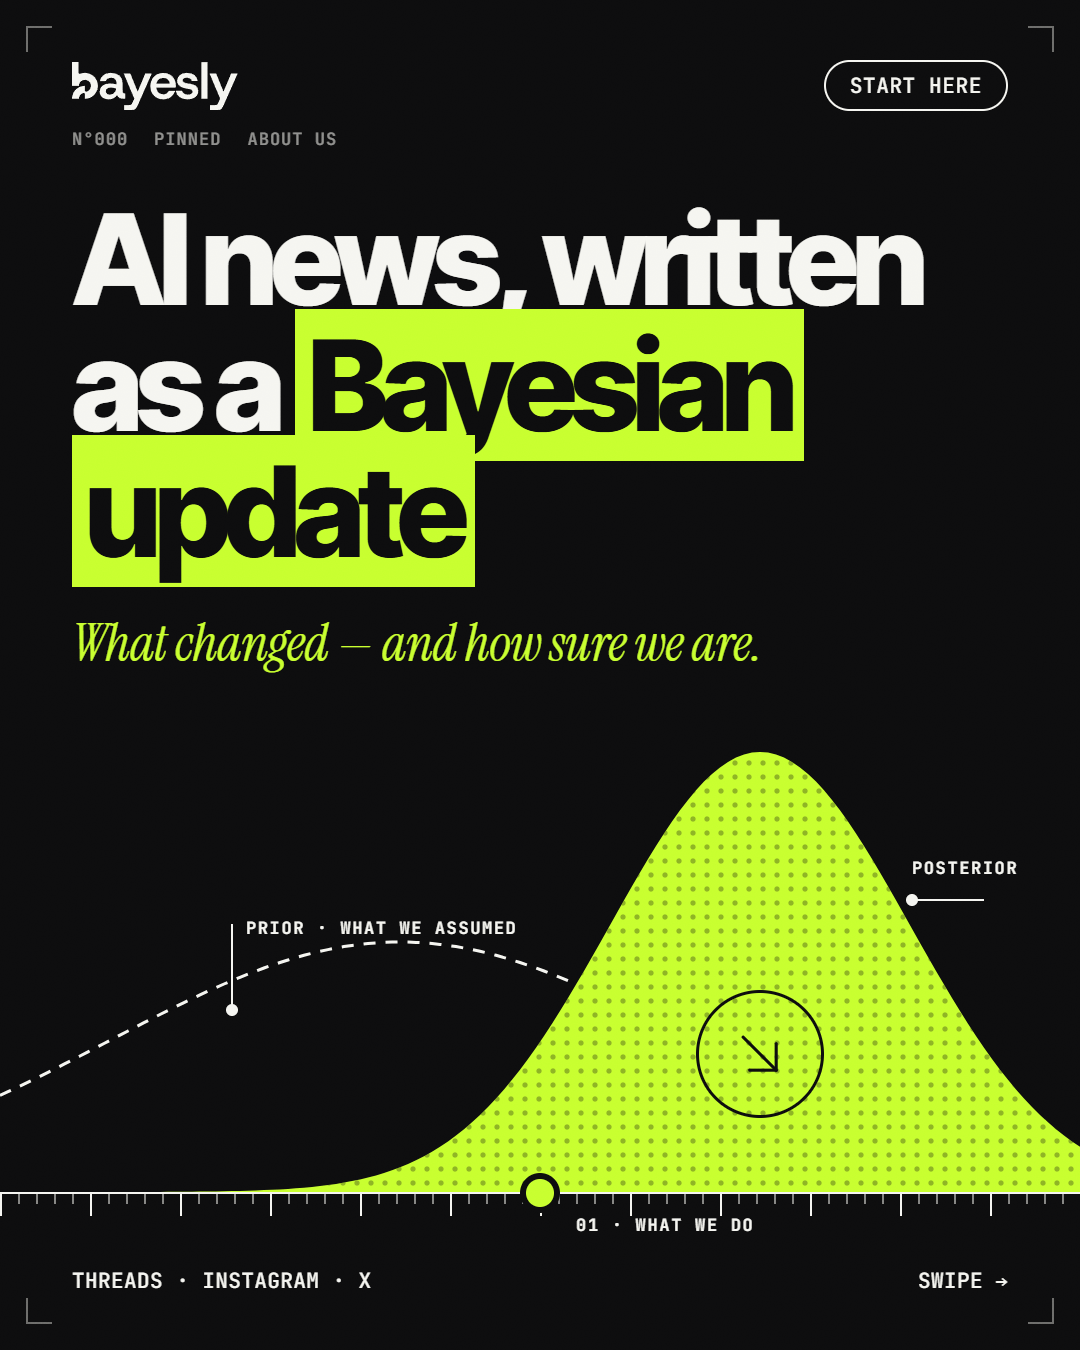 bayesly
START HERE
N°000 PINNED ABOUT US
AI news, written
as a Bayesian
update
What changed — and how sure we are.
POSTERIOR
PRIOR · WHAT WE ASSUMED
01 · WHAT WE DO
THREADS · INSTAGRAM · X
SWIPE →